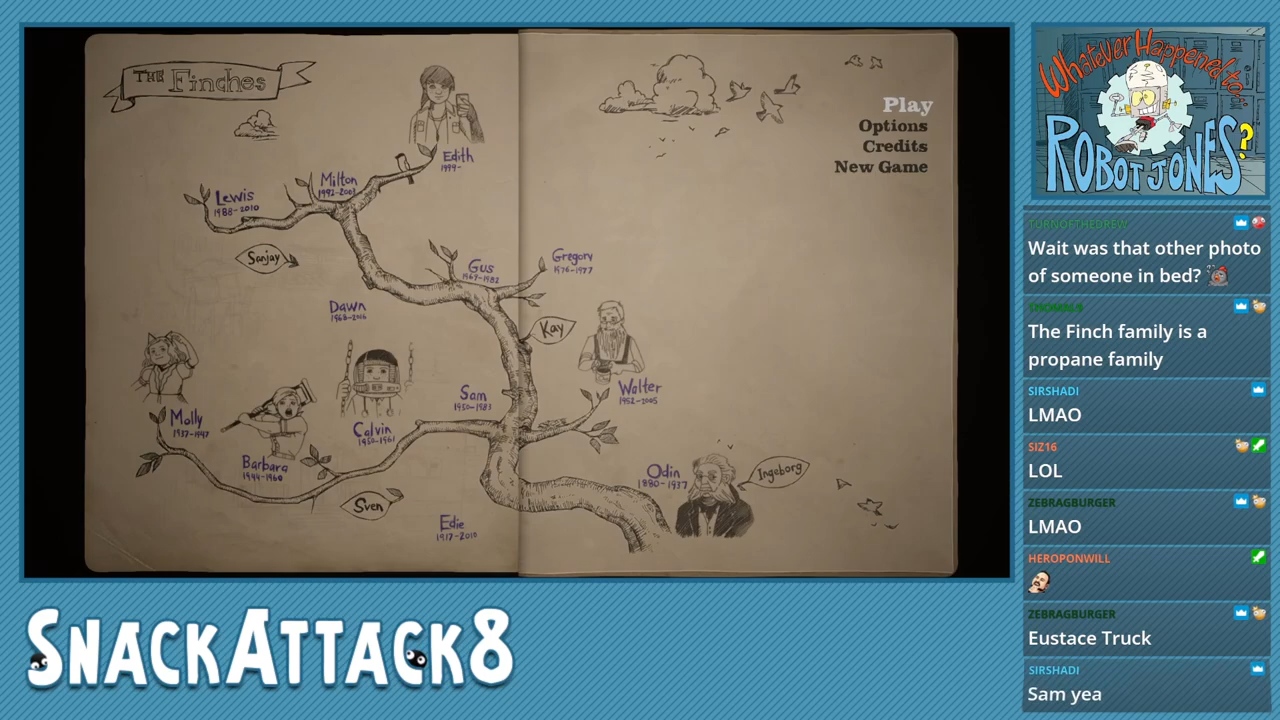 THE Finches
Play
Options
Credits
New Game
Edith
1999-
Milton
1992-2003
Lewis
1988-2010
Sanjay
Gus
1969-1982
Gregory
1976-1977
Dawn
1968-2016
Kay
Walter
1952-2005
Sam
1950-1983
Calvin
1950-1961
Molly
1937-1947
Barbara
1944-1960
Sven
Edie
1917-2010
Odin
1880-1937
Ingeborg
SNACKATTACK8
Whatever Happened to...
ROBOT JONES?
TURNOFTHEDREW
Wait was that other photo
of someone in bed?
The Finch family is a
propane family
SIRSHADI
LMAO
SIZ16
LOL
ZEBRAGBURGER
LMAO
HEROPONWILL
ZEBRAGBURGER
Eustace Truck
SIRSHADI
Sam yea